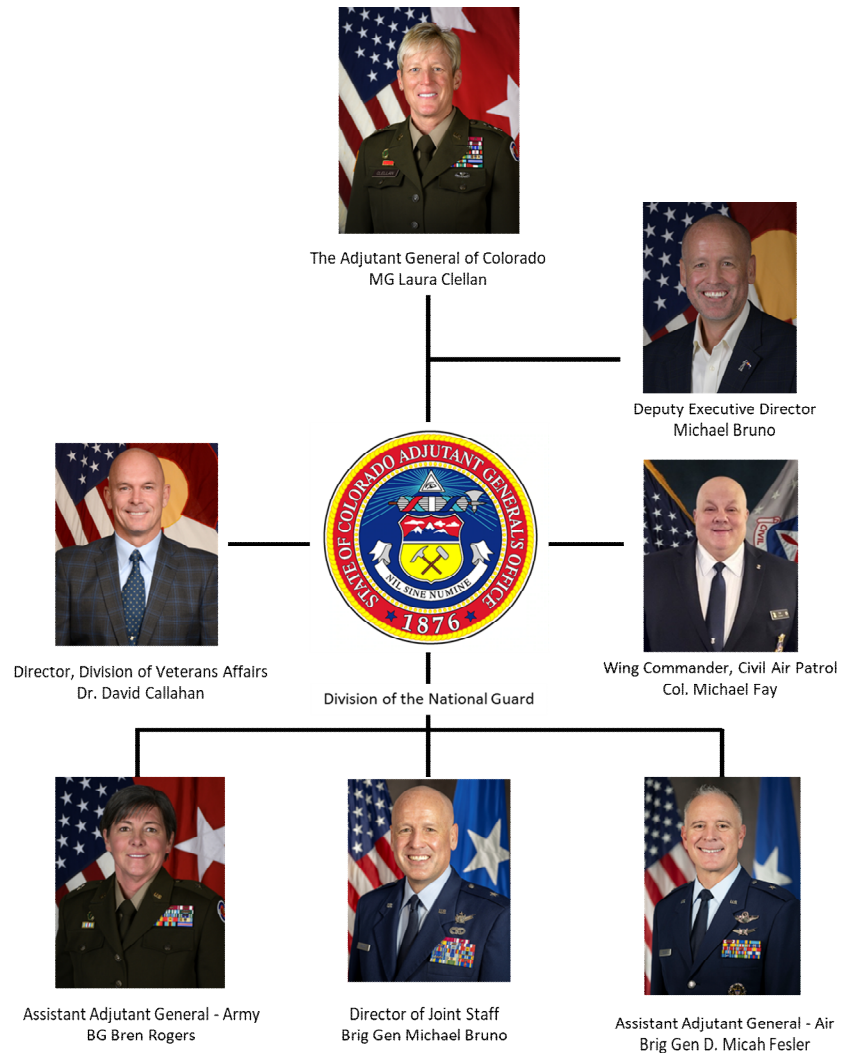 The Adjutant General of Colorado
MG Laura Clellan
Deputy Executive Director
Michael Bruno
STATE OF COLORADO ADJUTANT GENERAL'S OFFICE
NIL SINE NUMINE
1876
Director, Division of Veterans Affairs
Dr. David Callahan
CIVIL
Wing Commander, Civil Air Patrol
Col. Michael Fay
Division of the National Guard
Assistant Adjutant General - Army
BG Bren Rogers
Director of Joint Staff
Brig Gen Michael Bruno
Assistant Adjutant General - Air
Brig Gen D. Micah Fesler